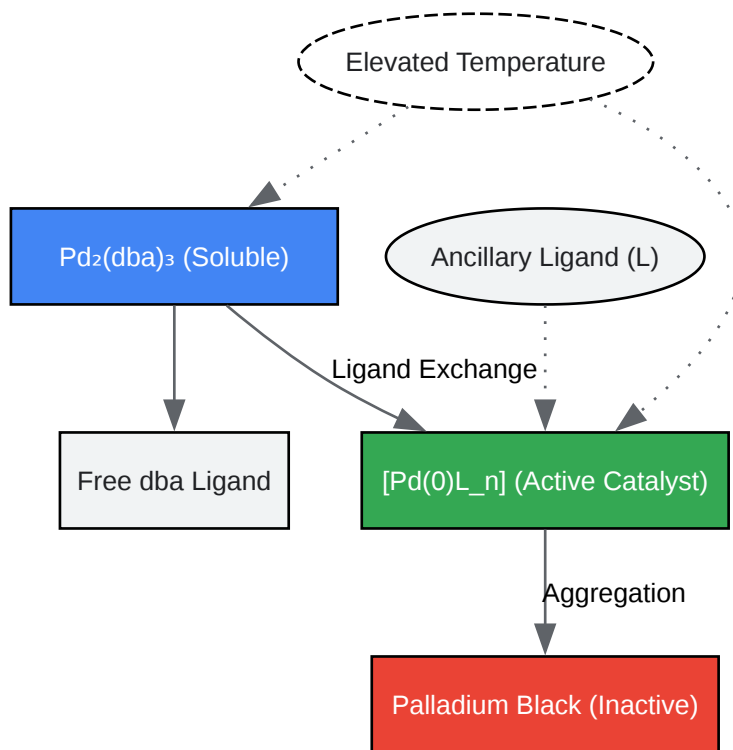 Elevated Temperature
Pd₂(dba)₃ (Soluble)
Ancillary Ligand (L)
Ligand Exchange
Free dba Ligand
[Pd(0)L_n] (Active Catalyst)
Aggregation
Palladium Black (Inactive)